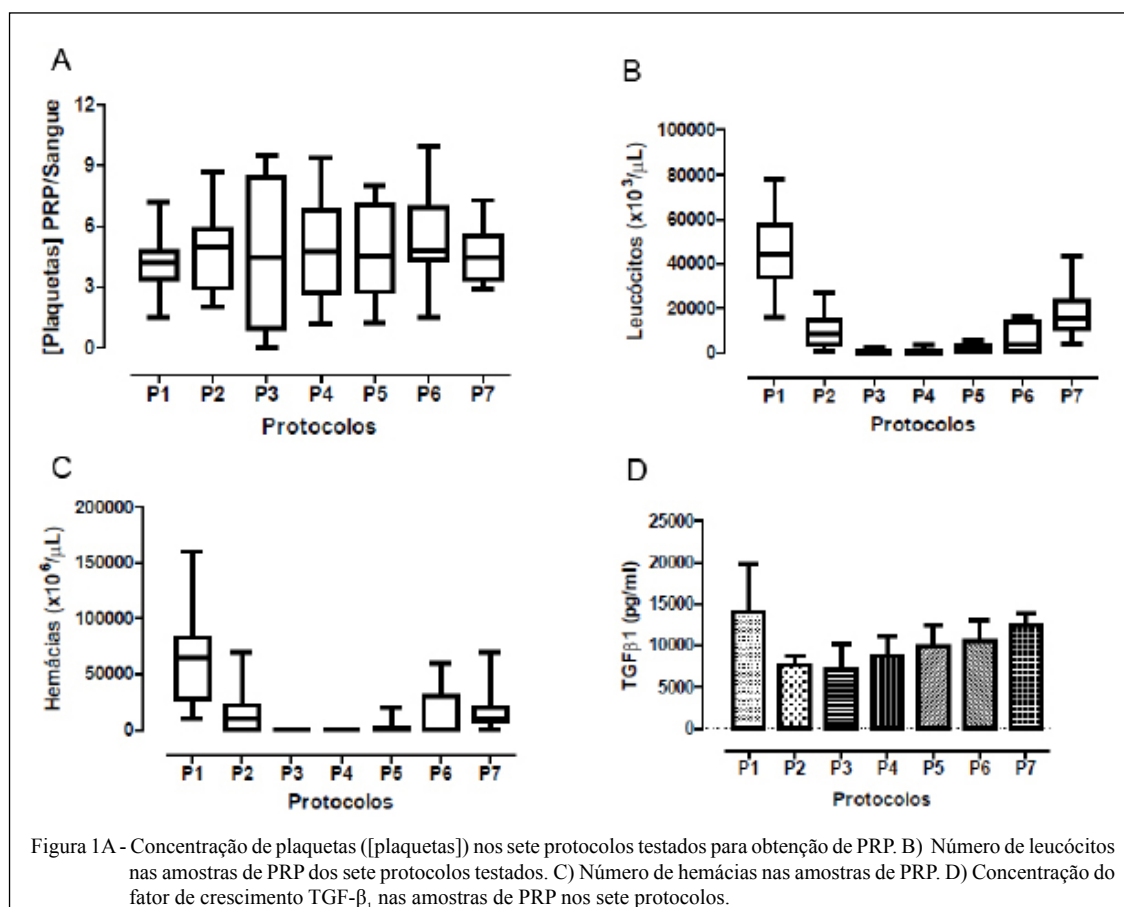 A
[Plaquetas] PRP/Sangue
12
9
6
3
0
P1 P2 P3 P4 P5 P6 P7
Protocolos
B
Leucócitos (x10³/µL)
100000
80000
60000
40000
20000
0
P1 P2 P3 P4 P5 P6 P7
Protocolos
C
Hemácias (x10⁶/µL)
200000
150000
100000
50000
0
P1 P2 P3 P4 P5 P6 P7
Protocolos
D
TGFβ1 (pg/ml)
25000
20000
15000
10000
5000
0
P1 P2 P3 P4 P5 P6 P7
Protocolos
Figura 1A - Concentração de plaquetas ([plaquetas]) nos sete protocolos testados para obtenção de PRP. B) Número de leucócitos
nas amostras de PRP dos sete protocolos testados. C) Número de hemácias nas amostras de PRP. D) Concentração do
fator de crescimento TGF-β₁ nas amostras de PRP nos sete protocolos.